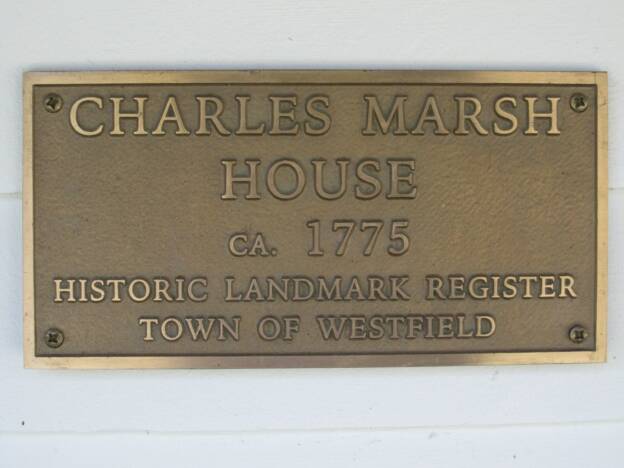 CHARLES MARSH
HOUSE
CA. 1775
HISTORIC LANDMARK REGISTER
TOWN OF WESTFIELD